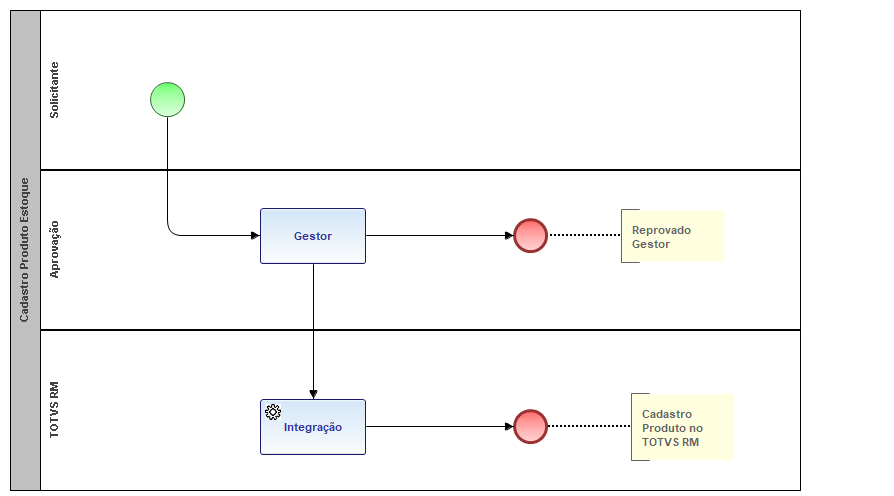 Cadastro Produto Estoque
Solicitante
Aprovação
Gestor
Reprovado
Gestor
TOTVS RM
Integração
Cadastro
Produto no
TOTVS RM